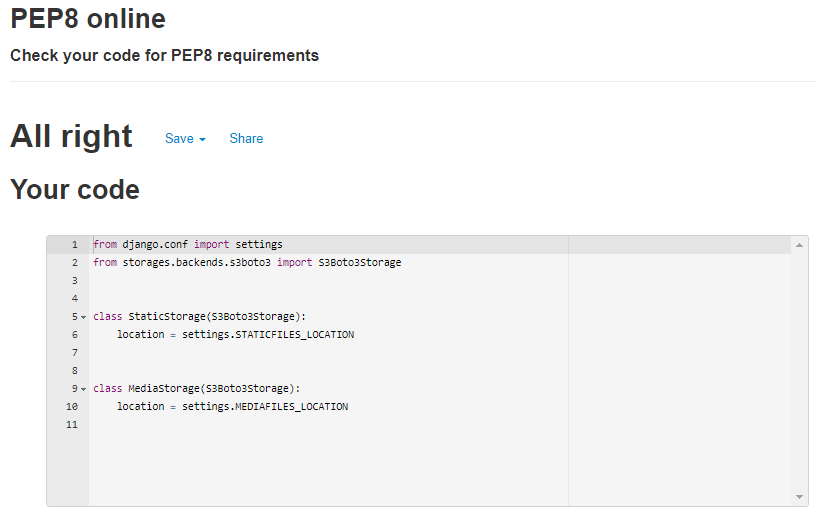 PEP8 online
Check your code for PEP8 requirements
All right Save Share
Your code
1 from django.conf import settings
2 from storages.backends.s3boto3 import S3Boto3Storage
3
4
5 class StaticStorage(S3Boto3Storage):
6     location = settings.STATICFILES_LOCATION
7
8
9 class MediaStorage(S3Boto3Storage):
10     location = settings.MEDIAFILES_LOCATION
11